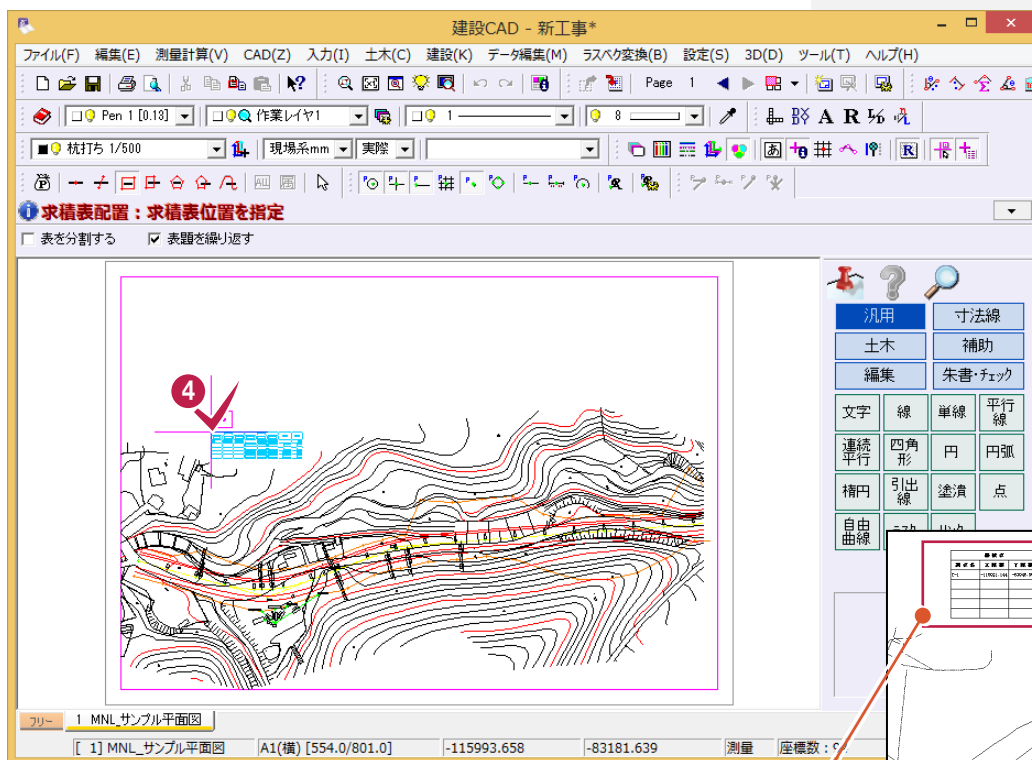 建設CAD - 新工事*
ファイル(F) 編集(E) 測量計算(V) CAD(Z) 入力(I) 土木(C) 建設(K) データ編集(M) ラスベク変換(B) 設定(S) 3D(D) ツール(T) ヘルプ(H)
Page 1
Pen 1 [0.13] 作業レイヤ1 1 8 A R
杭打ち 1/500 現場系mm 実際 あ R
ALL
求積表配置：求積表位置を指定
表を分割する 表題を繰り返す
汎用 寸法線
土木 補助
編集 朱書・チェック
4
文字 線 単線 平行線
連続平行 四角形 円 円弧
楕円 引出線 塗潰 点
自由曲線
フリー 1 MNL_サンプル平面図
[ 1] MNL_サンプル平面図 A1(横) [554.0/801.0] -115993.658 -83181.639 測量 座標数：